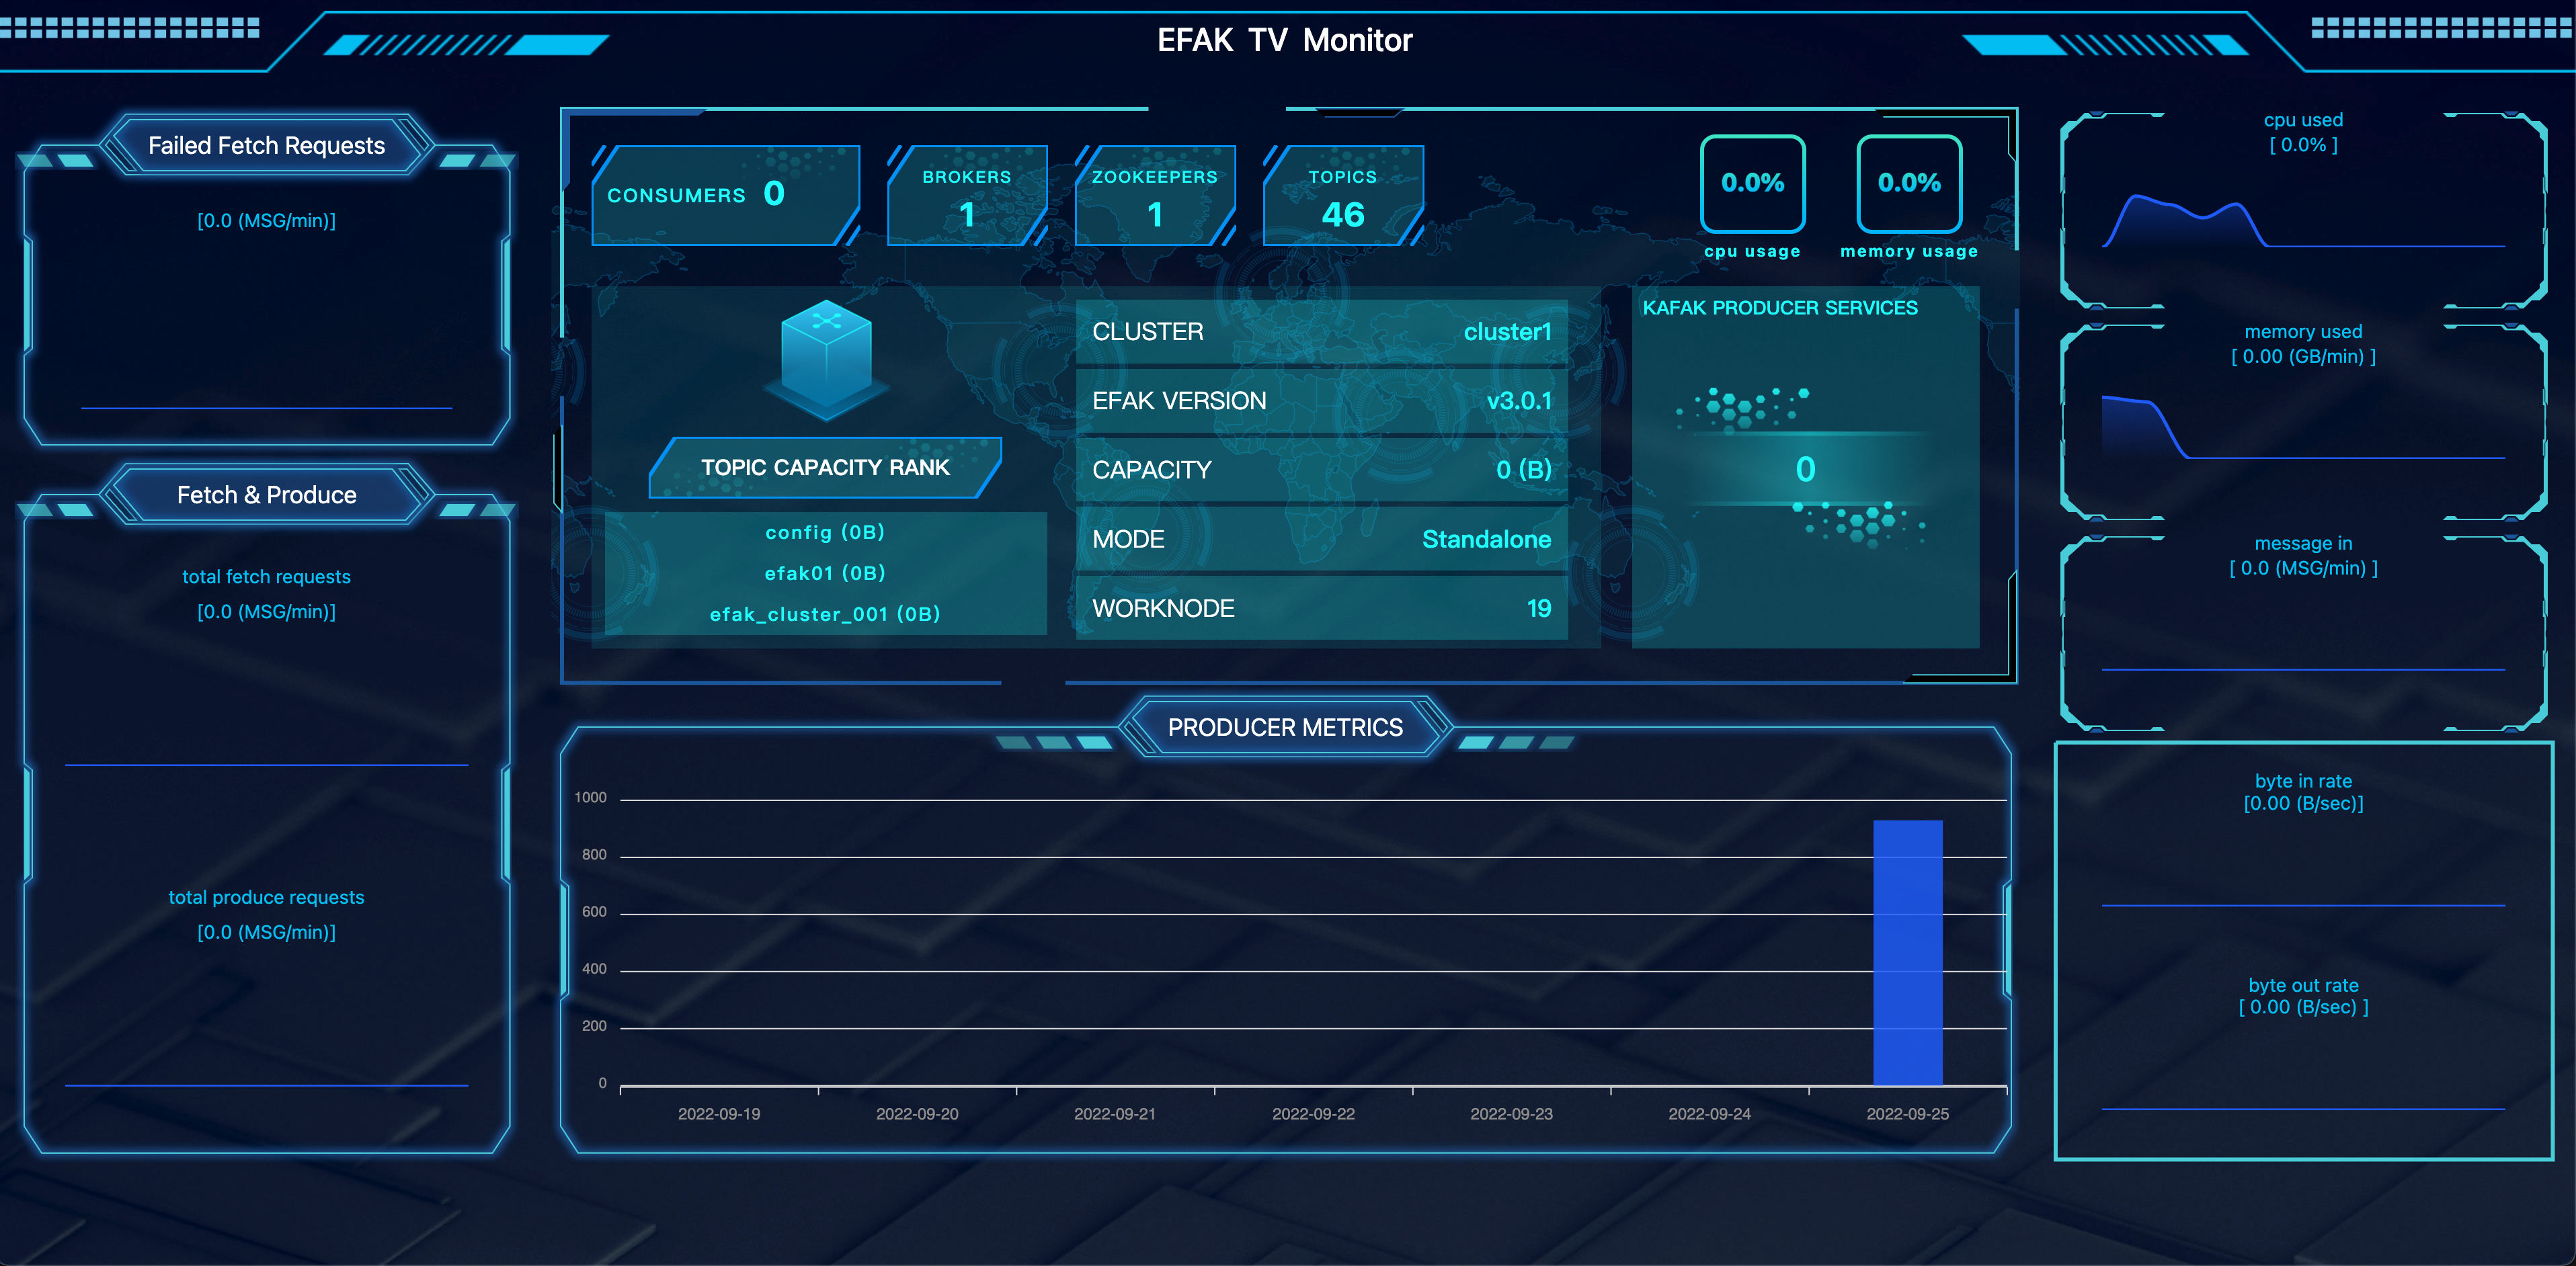 EFAK TV Monitor
Failed Fetch Requests
[0.0 (MSG/min)]
Fetch & Produce
total fetch requests
[0.0 (MSG/min)]
total produce requests
[0.0 (MSG/min)]
CONSUMERS 0
BROKERS
1
ZOOKEEPERS
1
TOPICS
46
0.0%
cpu usage
0.0%
memory usage
TOPIC CAPACITY RANK
config (0B)
efak01 (0B)
efak_cluster_001 (0B)
CLUSTER cluster1
EFAK VERSION v3.0.1
CAPACITY 0 (B)
MODE Standalone
WORKNODE 19
KAFAK PRODUCER SERVICES
0
PRODUCER METRICS
1000
800
600
400
200
0
2022-09-19 2022-09-20 2022-09-21 2022-09-22 2022-09-23 2022-09-24 2022-09-25
cpu used
[ 0.0% ]
memory used
[ 0.00 (GB/min) ]
message in
[ 0.0 (MSG/min) ]
byte in rate
[0.00 (B/sec)]
byte out rate
[ 0.00 (B/sec) ]